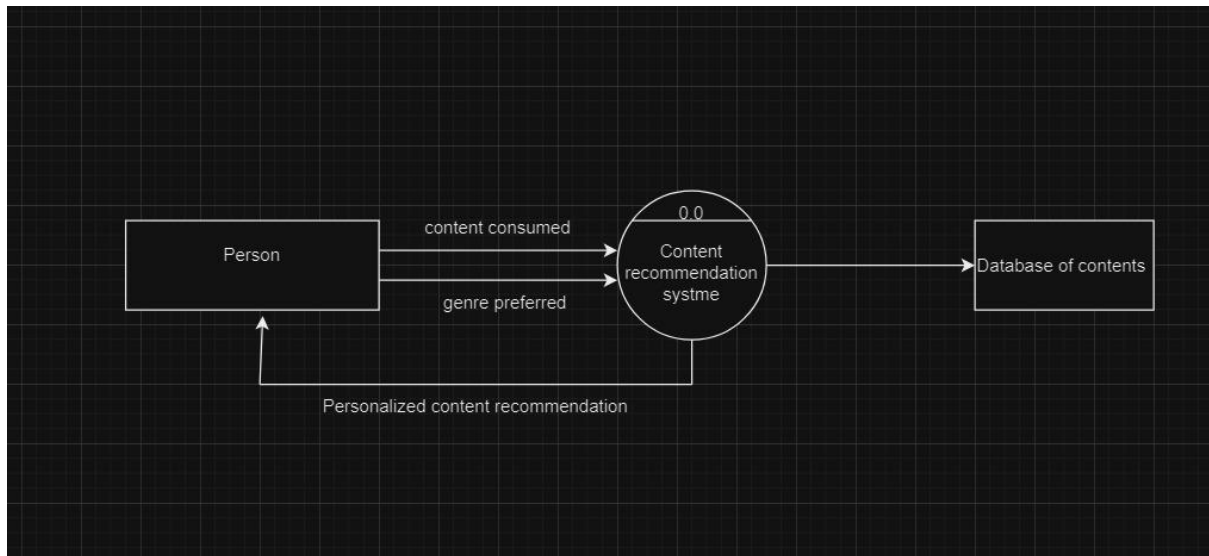 content consumed
Person
genre preferred
0.0
Content
recommendation
systme
Database of contents
Personalized content recommendation